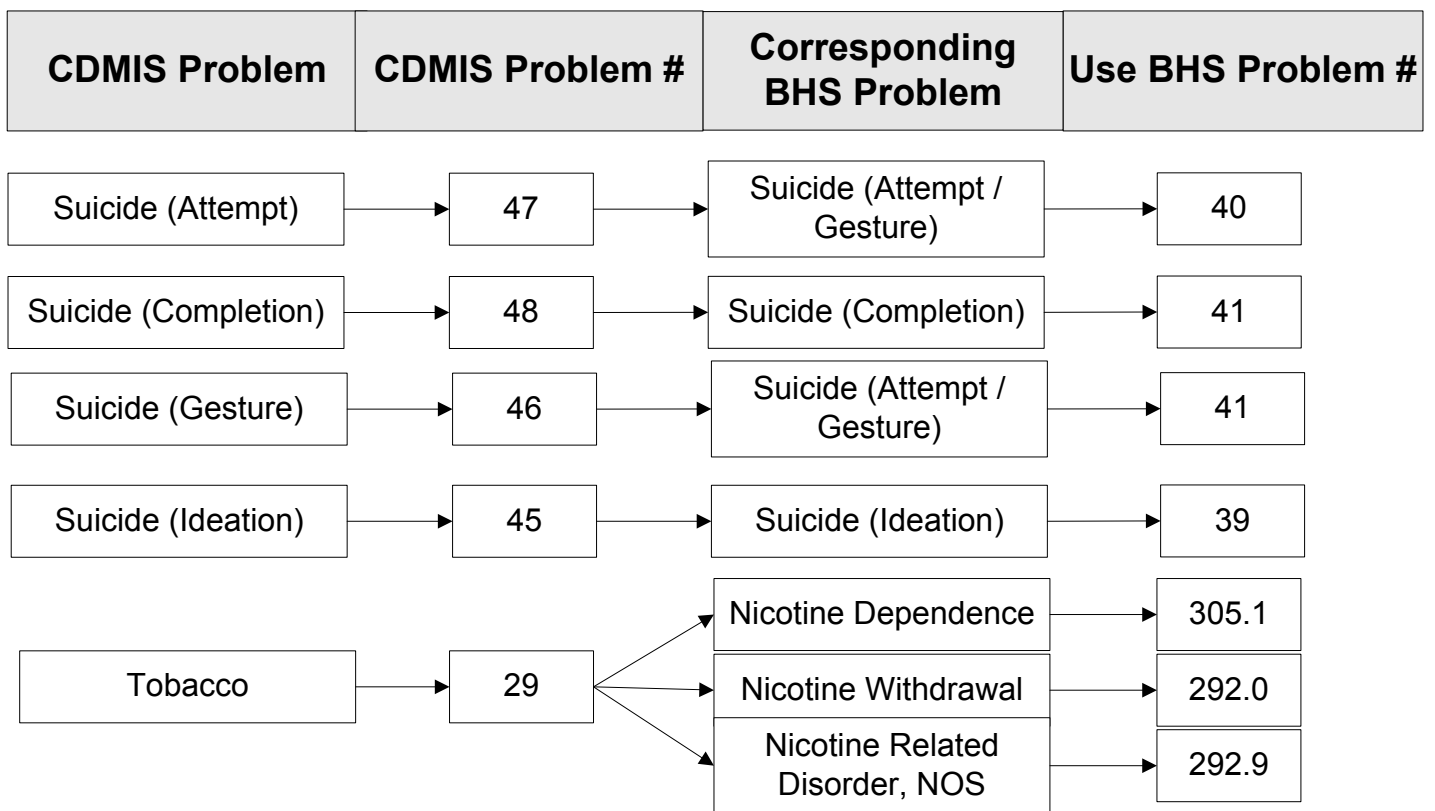 CDMIS Problem
CDMIS Problem #
Corresponding
BHS Problem
Use BHS Problem #
Suicide (Attempt)
47
Suicide (Attempt /
Gesture)
40
Suicide (Completion)
48
Suicide (Completion)
41
Suicide (Gesture)
46
Suicide (Attempt /
Gesture)
41
Suicide (Ideation)
45
Suicide (Ideation)
39
Tobacco
29
Nicotine Dependence
305.1
Nicotine Withdrawal
292.0
Nicotine Related
Disorder, NOS
292.9